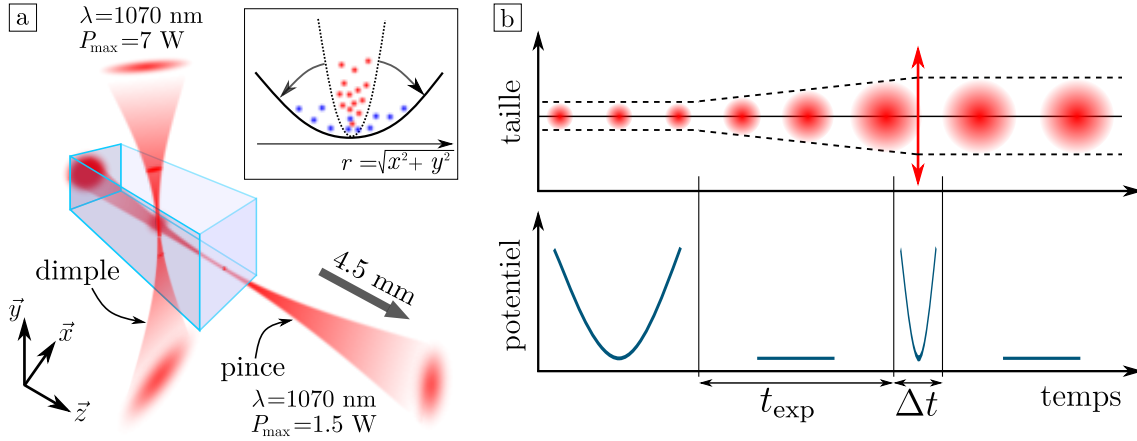 a
λ=1070 nm
P_max=7 W
r = √x²+ y²
dimple
4.5 mm
y⃗
x⃗
z⃗
pince
λ=1070 nm
P_max=1.5 W
b
taille
potentiel
t_exp
Δt
temps